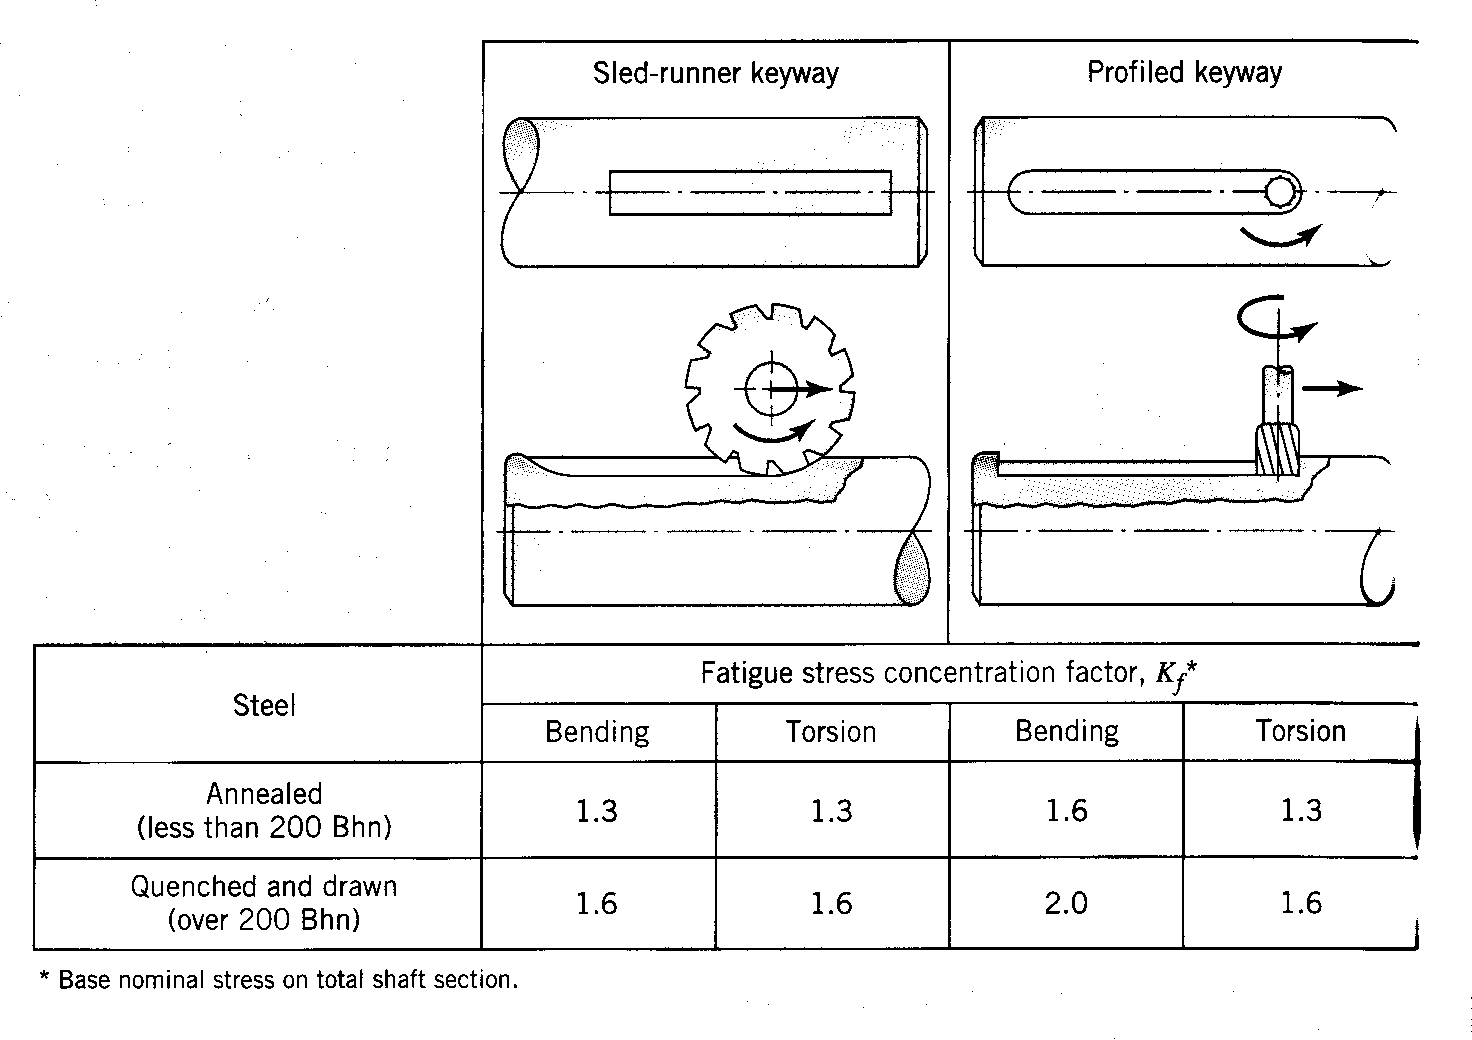 Sled-runner keyway
Profiled keyway
Steel
Fatigue stress concentration factor, K_f*
Bending Torsion Bending Torsion
Annealed
(less than 200 Bhn)
1.3 1.3 1.6 1.3
Quenched and drawn
(over 200 Bhn)
1.6 1.6 2.0 1.6
* Base nominal stress on total shaft section.